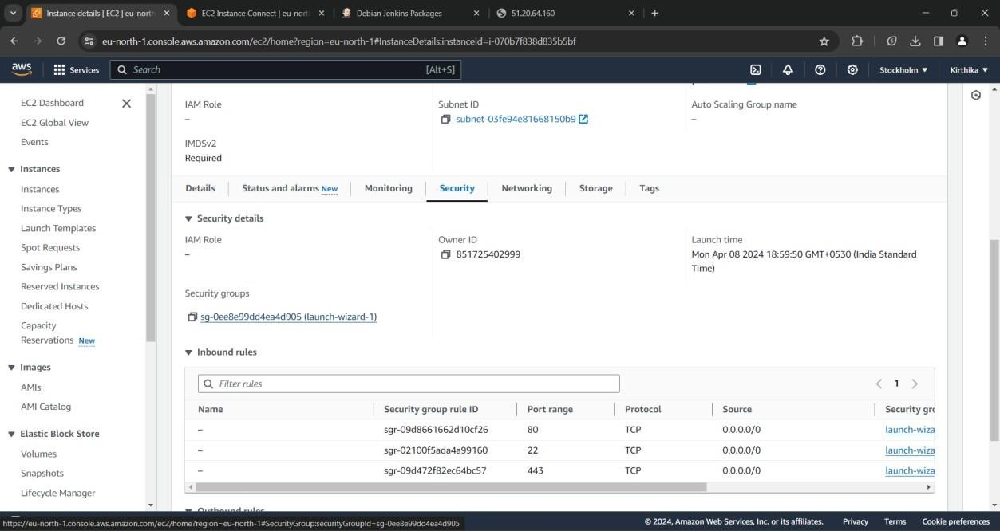 Instance details | EC2 | eu-north
EC2 Instance Connect | eu-nort
Debian Jenkins Packages
51.20.64.160
eu-north-1.console.aws.amazon.com/ec2/home?region=eu-north-1#InstanceDetails:instanceId=i-070b7f838d835b5bf
aws
Services
Search
[Alt+S]
Stockholm
Kirthika
EC2 Dashboard
EC2 Global View
Events
Instances
Instances
Instance Types
Launch Templates
Spot Requests
Savings Plans
Reserved Instances
Dedicated Hosts
Capacity
Reservations New
Images
AMIs
AMI Catalog
Elastic Block Store
Volumes
Snapshots
Lifecycle Manager
IAM Role
–
Subnet ID
subnet-03fe94e81668150b9
Auto Scaling Group name
–
IMDSv2
Required
Details
Status and alarms New
Monitoring
Security
Networking
Storage
Tags
Security details
IAM Role
–
Owner ID
851725402999
Launch time
Mon Apr 08 2024 18:59:50 GMT+0530 (India Standard
Time)
Security groups
sg-0ee8e99dd4ea4d905 (launch-wizard-1)
Inbound rules
Filter rules
1
Name Security group rule ID Port range Protocol Source Security gro
– sgr-09d8661662d10cf26 80 TCP 0.0.0.0/0 launch-wiza
– sgr-02100f5ada4a99160 22 TCP 0.0.0.0/0 launch-wiza
– sgr-09d472f82ec64bc57 443 TCP 0.0.0.0/0 launch-wiza
Outbound rules
https://eu-north-1.console.aws.amazon.com/ec2/home?region=eu-north-1#SecurityGroup:securityGroupId=sg-0ee8e99dd4ea4d905
© 2024, Amazon Web Services, Inc. or its affiliates.
Privacy
Terms
Cookie preferences